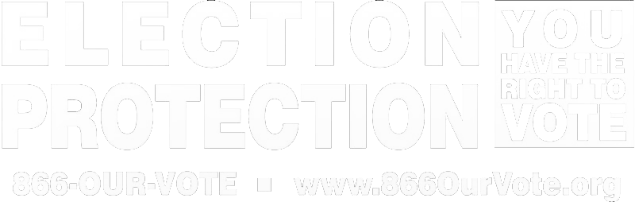 ELECTION
PROTECTION
YOU
HAVE THE
RIGHT TO
VOTE
866-OUR-VOTE ▪ www.866OurVote.org